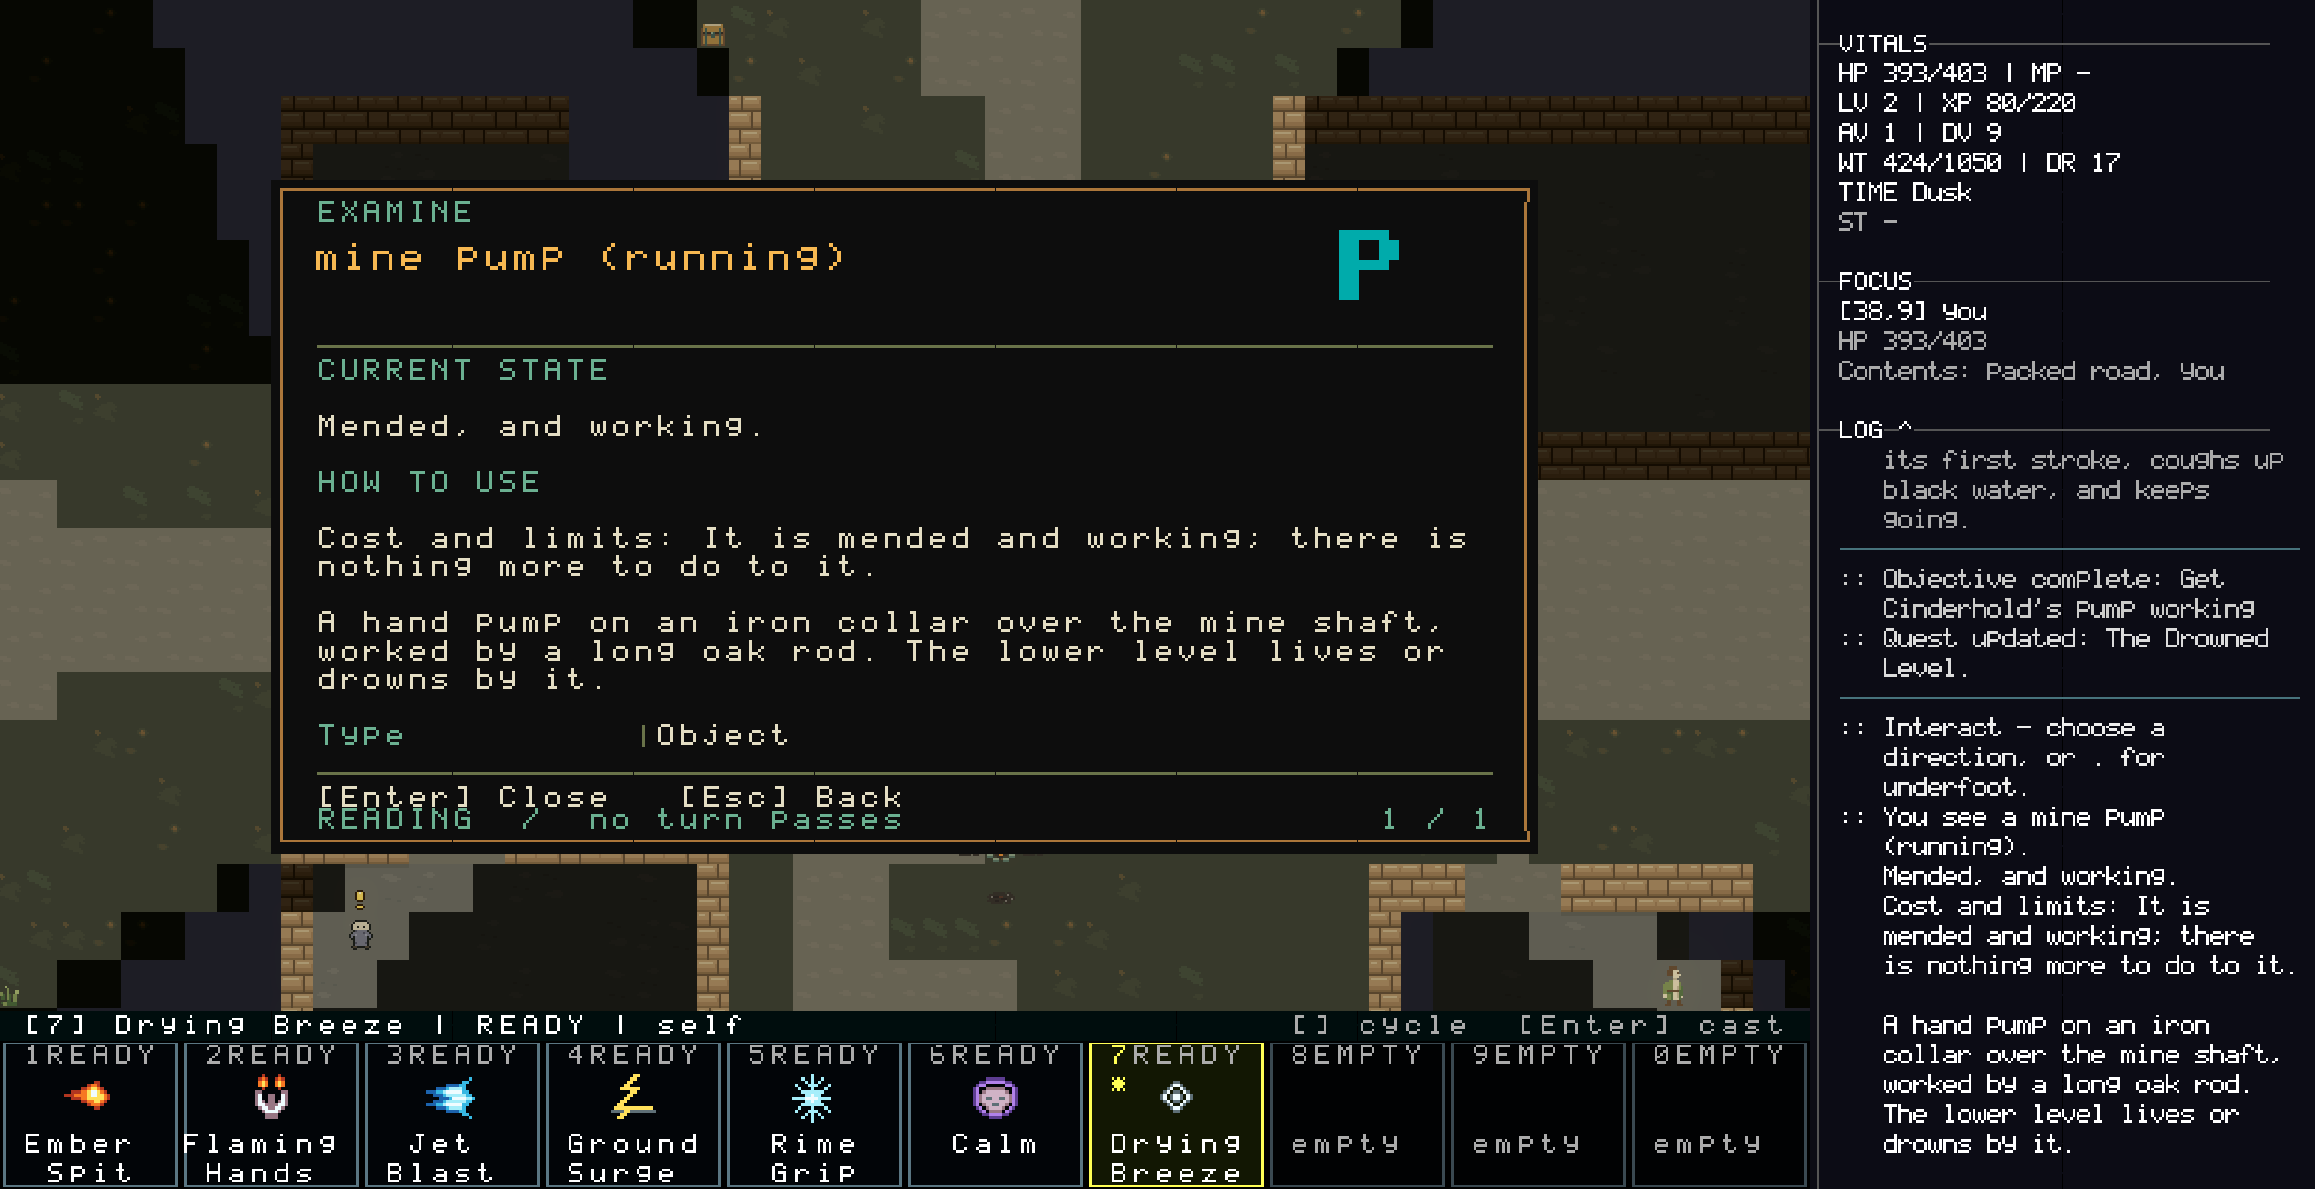 EXAMINE
mine pump (running)
P
CURRENT STATE
Mended, and working.
HOW TO USE
Cost and limits: It is mended and working; there is
nothing more to do to it.
A hand pump on an iron collar over the mine shaft,
worked by a long oak rod. The lower level lives or
drowns by it.
Type |Object
[Enter] Close [Esc] Back
READING / no turn passes 1 / 1
[7] Drying Breeze | READY | self [] cycle [Enter] cast
1READY 2READY 3READY 4READY 5READY 6READY 7READY 8EMPTY 9EMPTY 0EMPTY
Ember Spit
Flaming Hands
Jet Blast
Ground Surge
Rime Grip
Calm
*
Drying Breeze
empty
empty
empty
VITALS
HP 393/403 | MP -
LV 2 | XP 80/220
AV 1 | DV 9
WT 424/1050 | DR 17
TIME Dusk
ST -
FOCUS
[38,9] You
HP 393/403
Contents: Packed road, You
LOG ^
its first stroke, coughs up
black water, and keeps
going.
:: Objective complete: Get
Cinderhold's pump working
:: Quest updated: The Drowned
Level.
:: Interact - choose a
direction, or . for
underfoot.
:: You see a mine pump
(running).
Mended, and working.
Cost and limits: It is
mended and working; there
is nothing more to do to it.
A hand pump on an iron
collar over the mine shaft,
worked by a long oak rod.
The lower level lives or
drowns by it.